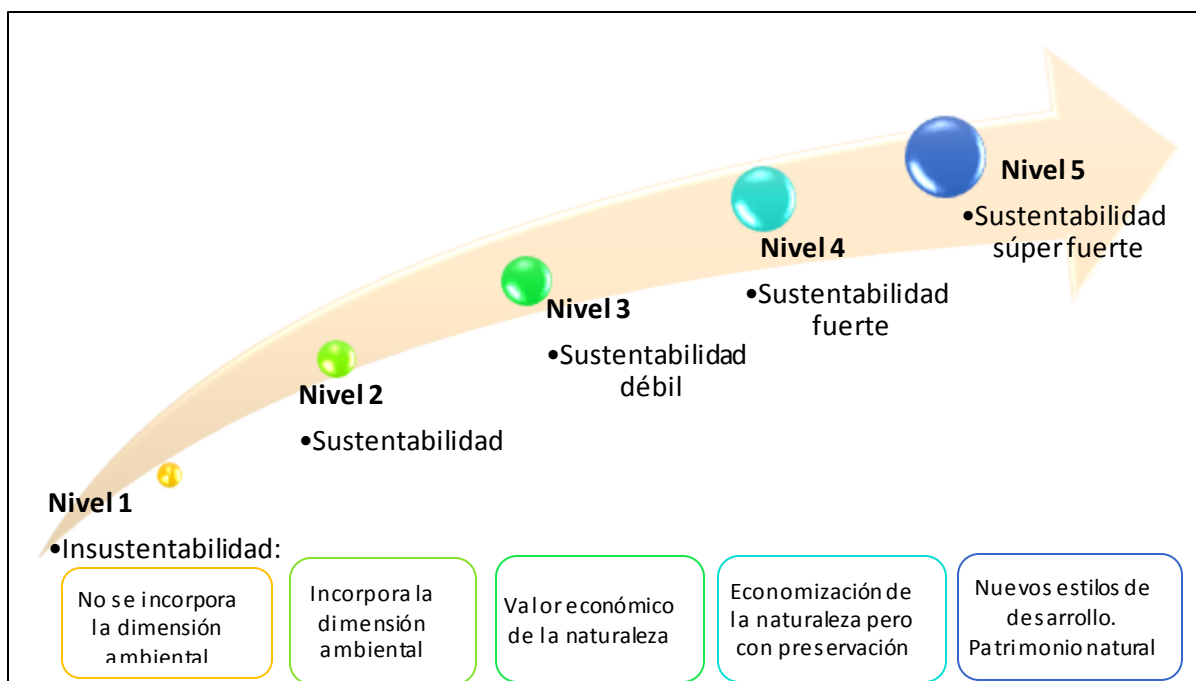 Nivel 1
•Insustentabilidad:
Nivel 2
•Sustentabilidad
Nivel 3
•Sustentabilidad
débil
Nivel 4
•Sustentabilidad
fuerte
Nivel 5
•Sustentabilidad
súper fuerte
No se incorpora
la dimensión
ambiental
Incorpora la
dimensión
ambiental
Valor económico
de la naturaleza
Economización de
la naturaleza pero
con preservación
Nuevos estilos de
desarrollo.
Patrimonio natural